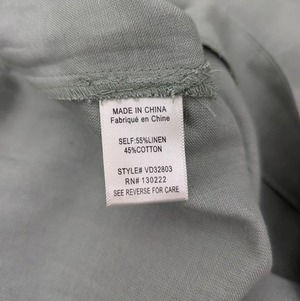 MADE IN CHINA
Fabriqué en Chine
SELF:55%LINEN
45%COTTON
STYLE# VD32803
RN# 130222
SEE REVERSE FOR CARE